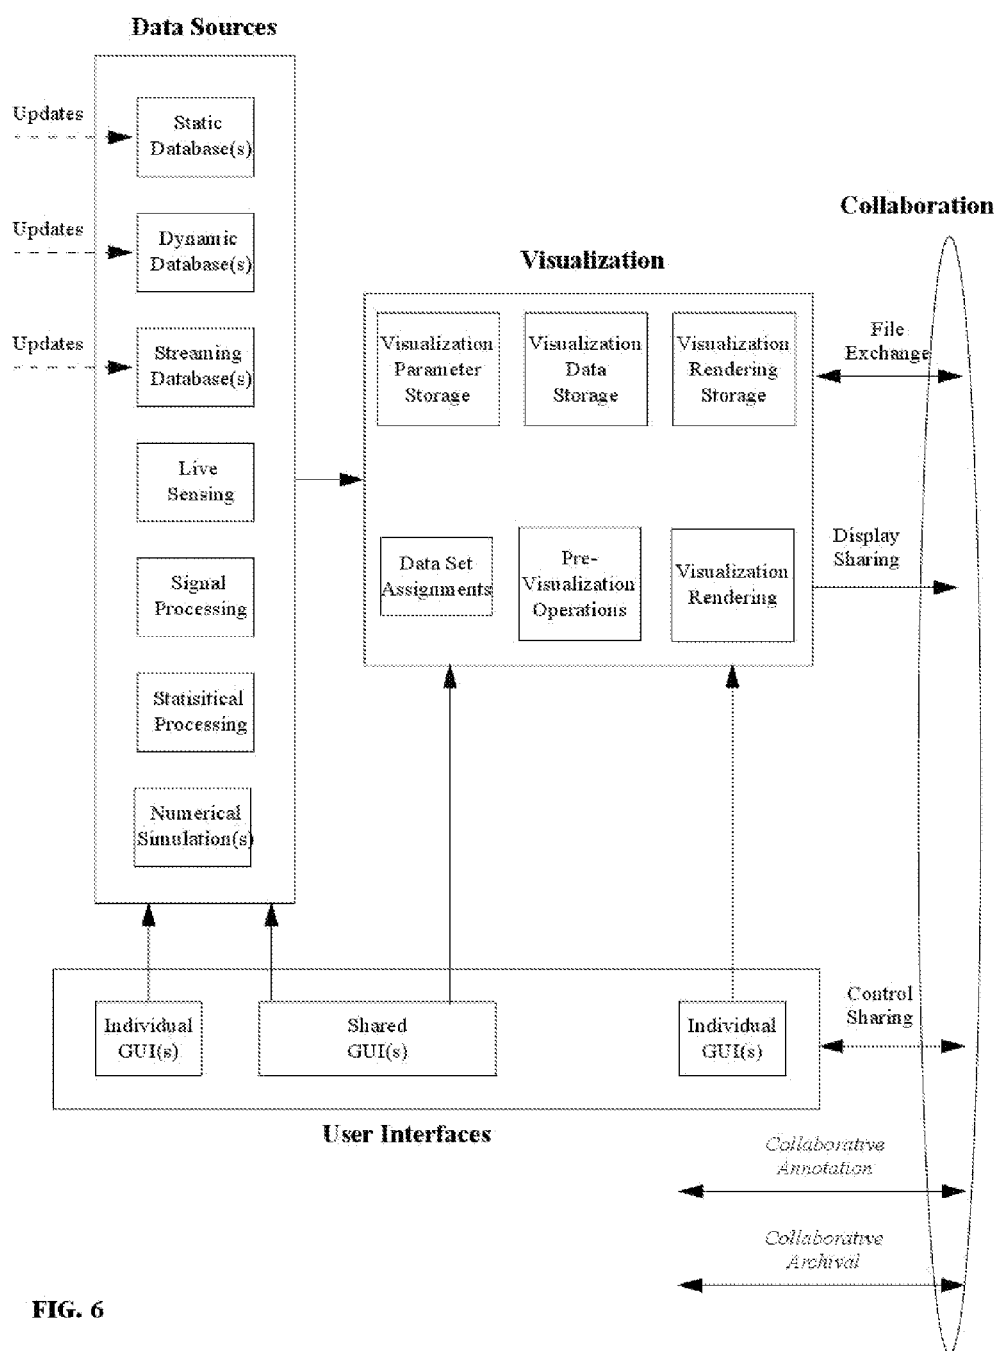 Data Sources
Updates
Static
Database(s)
Updates
Dynamic
Database(s)
Updates
Streaming
Database(s)
Live
Sensing
Signal
Processing
Statisitical
Processing
Numerical
Simulation(s)
Visualization
Visualization
Parameter
Storage
Visualization
Data
Storage
Visualization
Rendering
Storage
Data Set
Assignments
Pre-
Visualization
Operations
Visualization
Rendering
Collaboration
File
Exchange
Display
Sharing
Individual
GUI(s)
Shared
GUI(s)
Individual
GUI(s)
Control
Sharing
User Interfaces
Collaborative
Annotation
Collaborative
Archival
FIG. 6